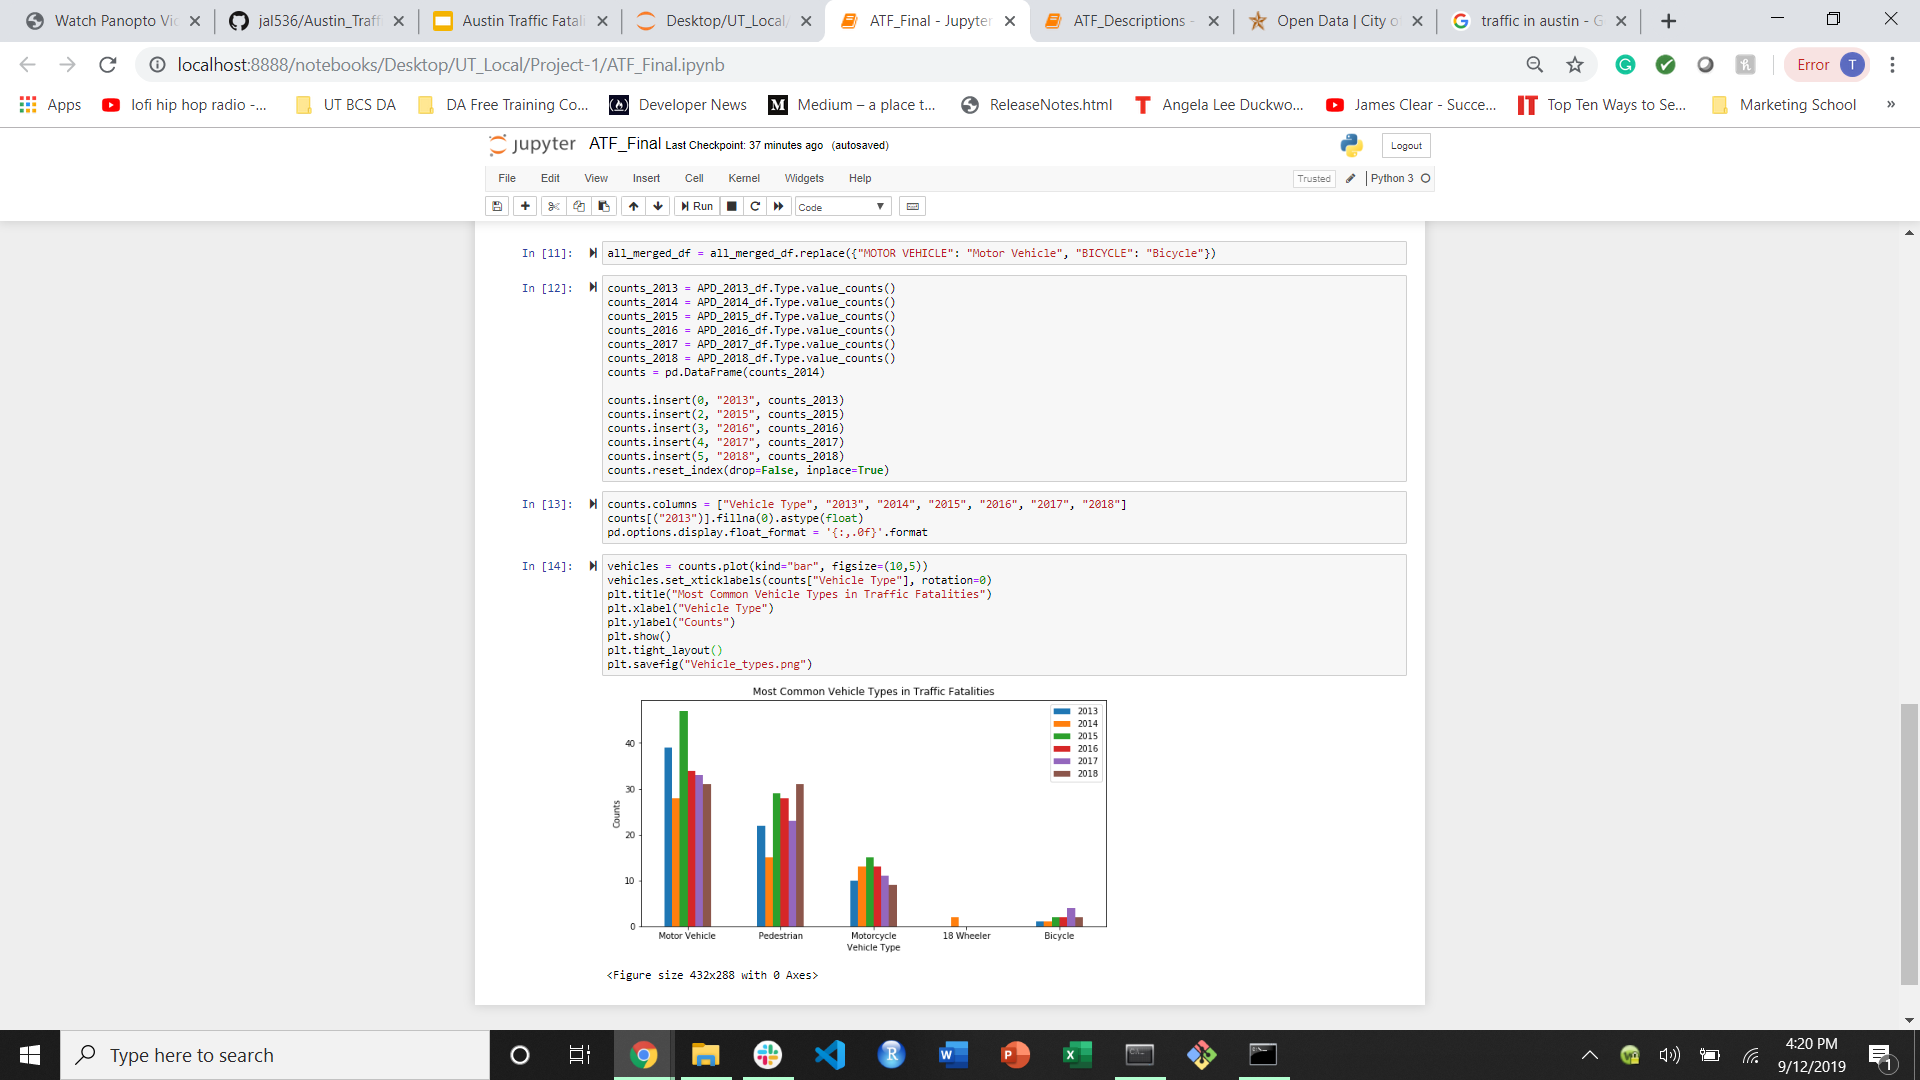 Watch Panopto Vi
jal536/Austin_Traff
Austin Traffic Fatali
Desktop/UT_Local/
ATF_Final - Jupyter
ATF_Descriptions -
Open Data | City o
traffic in austin - G
localhost:8888/notebooks/Desktop/UT_Local/Project-1/ATF_Final.ipynb
Error T
Apps
lofi hip hop radio -...
UT BCS DA
DA Free Training Co...
Developer News
Medium – a place t...
ReleaseNotes.html
Angela Lee Duckwo...
James Clear - Succe...
Top Ten Ways to Se...
Marketing School
»
jupyter ATF_Final Last Checkpoint: 37 minutes ago (autosaved)
Logout
File Edit View Insert Cell Kernel Widgets Help
Trusted
Python 3
Run
Code
In [11]:
all_merged_df = all_merged_df.replace({"MOTOR VEHICLE": "Motor Vehicle", "BICYCLE": "Bicycle"})
In [12]:
counts_2013 = APD_2013_df.Type.value_counts()
counts_2014 = APD_2014_df.Type.value_counts()
counts_2015 = APD_2015_df.Type.value_counts()
counts_2016 = APD_2016_df.Type.value_counts()
counts_2017 = APD_2017_df.Type.value_counts()
counts_2018 = APD_2018_df.Type.value_counts()
counts = pd.DataFrame(counts_2014)
counts.insert(0, "2013", counts_2013)
counts.insert(2, "2015", counts_2015)
counts.insert(3, "2016", counts_2016)
counts.insert(4, "2017", counts_2017)
counts.insert(5, "2018", counts_2018)
counts.reset_index(drop=False, inplace=True)
In [13]:
counts.columns = ["Vehicle Type", "2013", "2014", "2015", "2016", "2017", "2018"]
counts[("2013")].fillna(0).astype(float)
pd.options.display.float_format = '{:,.0f}'.format
In [14]:
vehicles = counts.plot(kind="bar", figsize=(10,5))
vehicles.set_xticklabels(counts["Vehicle Type"], rotation=0)
plt.title("Most Common Vehicle Types in Traffic Fatalities")
plt.xlabel("Vehicle Type")
plt.ylabel("Counts")
plt.show()
plt.tight_layout()
plt.savefig("Vehicle_types.png")
Most Common Vehicle Types in Traffic Fatalities
2013
2014
2015
2016
2017
2018
Counts
40
30
20
10
0
Motor Vehicle
Pedestrian
Motorcycle
18 Wheeler
Bicycle
Vehicle Type
<Figure size 432x288 with 0 Axes>
Type here to search
4:20 PM
9/12/2019
1